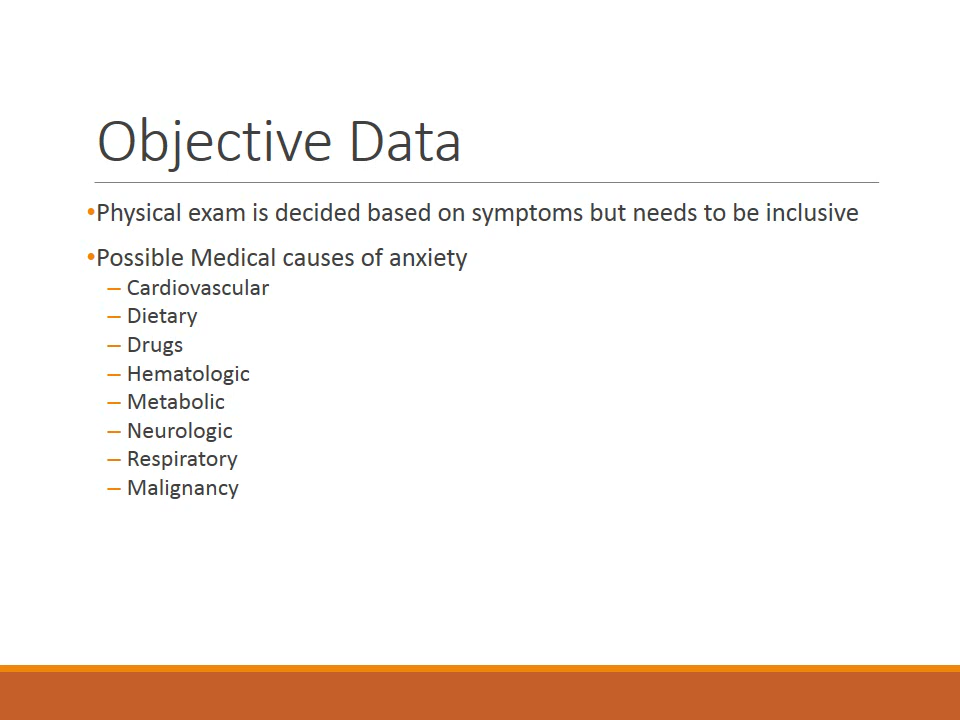 Objective Data
•Physical exam is decided based on symptoms but needs to be inclusive
•Possible Medical causes of anxiety
– Cardiovascular
– Dietary
– Drugs
– Hematologic
– Metabolic
– Neurologic
– Respiratory
– Malignancy